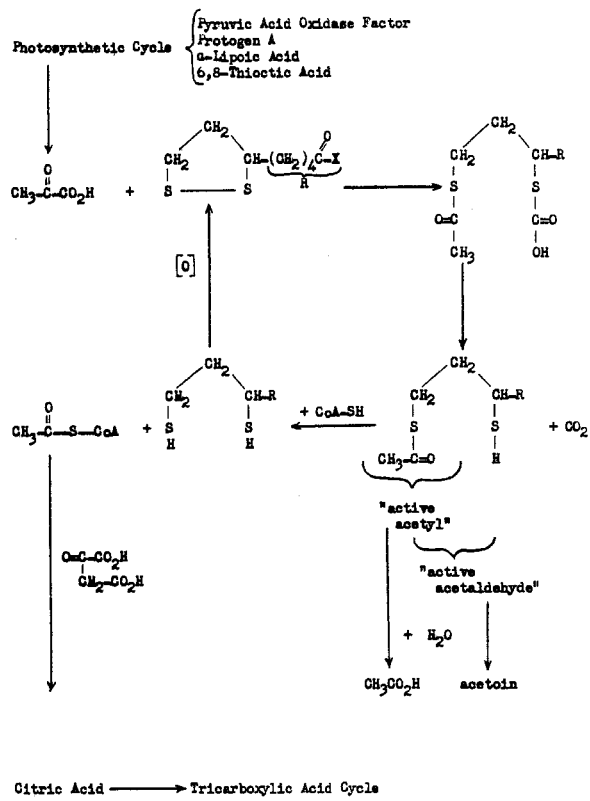 Pyruvic Acid Oxidase Factor
Photosynthetic Cycle
Protogen A
α-Lipoic Acid
6,8-Thioctic Acid
CH2
CH2
O
CH2
CH-(CH2)4C-X
CH2
CH-R
O
R
CH3-C-CO2H
+
S
S
S
S
O=C
C=O
CH3
OH
[O]
CH2
CH2
CH2
CH-R
CH2
CH-R
O
+ CoA-SH
CH3-C-S-CoA
+
S
S
S
S
+ CO2
H
H
CH3-C=O
H
"active
acetyl"
O=C-CO2H
CH2-CO2H
"active
acetaldehyde"
+ H2O
CH3CO2H
acetoin
Citric Acid
Tricarboxylic Acid Cycle